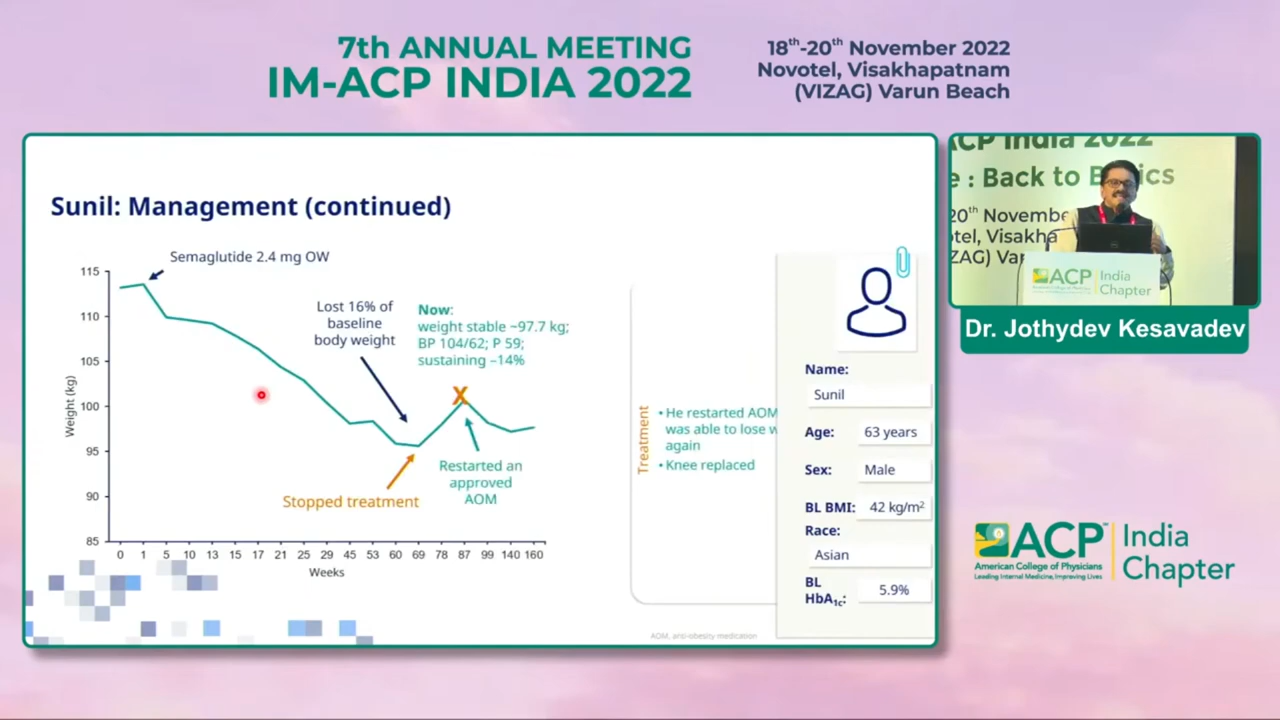 7th ANNUAL MEETING
IM-ACP INDIA 2022
18th-20th November 2022
Novotel, Visakhapatnam
(VIZAG) Varun Beach
Sunil: Management (continued)
Semaglutide 2.4 mg OW
115
110
105
100
95
90
85
Weight (kg)
Lost 16% of
baseline
body weight
Now:
weight stable ~97.7 kg;
BP 104/62; P 59;
sustaining –14%
X
Stopped treatment
Restarted an
approved
AOM
0 1 5 10 13 15 17 21 25 29 45 53 60 69 78 87 99 140 160
Weeks
Treatment
• He restarted AOM
was able to lose w
again
• Knee replaced
Name:
Sunil
Age: 63 years
Sex: Male
BL BMI: 42 kg/m²
Race:
Asian
BL
HbA1c: 5.9%
AOM, anti-obesity medication
ACP India 2022
e : Back to B ics
20th Novembe
otel, Visakha
ZAG) Va
ACP India
Chapter
Dr. Jothydev Kesavadev
ACP™ India
Chapter
American College of Physicians
Leading Internal Medicine, Improving Lives